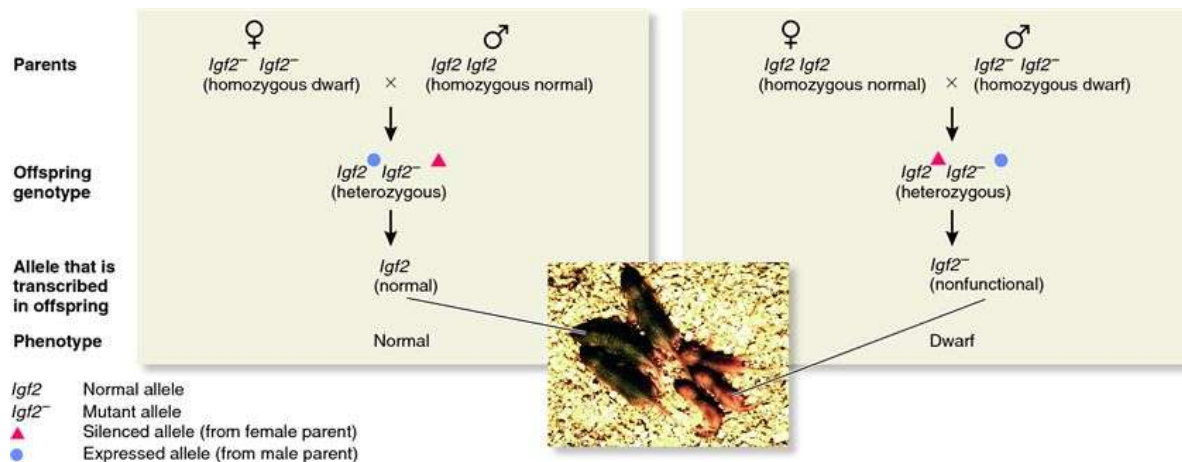 ♀ ♂ ♀ ♂
Parents
Igf2⁻ Igf2⁻ Igf2 Igf2 Igf2 Igf2 Igf2⁻ Igf2⁻
(homozygous dwarf) × (homozygous normal) (homozygous normal) × (homozygous dwarf)
Offspring
genotype
Igf2 Igf2⁻ Igf2 Igf2⁻
(heterozygous) (heterozygous)
Allele that is
transcribed
in offspring
Igf2 Igf2⁻
(normal) (nonfunctional)
Phenotype Normal Dwarf
Igf2 Normal allele
Igf2⁻ Mutant allele
Silenced allele (from female parent)
Expressed allele (from male parent)